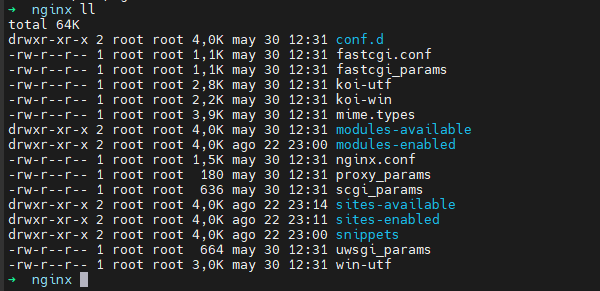 ➜ nginx ll
total 64K
drwxr-xr-x 2 root root 4,0K may 30 12:31 conf.d
-rw-r--r-- 1 root root 1,1K may 30 12:31 fastcgi.conf
-rw-r--r-- 1 root root 1,1K may 30 12:31 fastcgi_params
-rw-r--r-- 1 root root 2,8K may 30 12:31 koi-utf
-rw-r--r-- 1 root root 2,2K may 30 12:31 koi-win
-rw-r--r-- 1 root root 3,9K may 30 12:31 mime.types
drwxr-xr-x 2 root root 4,0K may 30 12:31 modules-available
drwxr-xr-x 2 root root 4,0K ago 22 23:00 modules-enabled
-rw-r--r-- 1 root root 1,5K may 30 12:31 nginx.conf
-rw-r--r-- 1 root root 180 may 30 12:31 proxy_params
-rw-r--r-- 1 root root 636 may 30 12:31 scgi_params
drwxr-xr-x 2 root root 4,0K ago 22 23:14 sites-available
drwxr-xr-x 2 root root 4,0K ago 22 23:11 sites-enabled
drwxr-xr-x 2 root root 4,0K ago 22 23:00 snippets
-rw-r--r-- 1 root root 664 may 30 12:31 uwsgi_params
-rw-r--r-- 1 root root 3,0K may 30 12:31 win-utf
➜ nginx